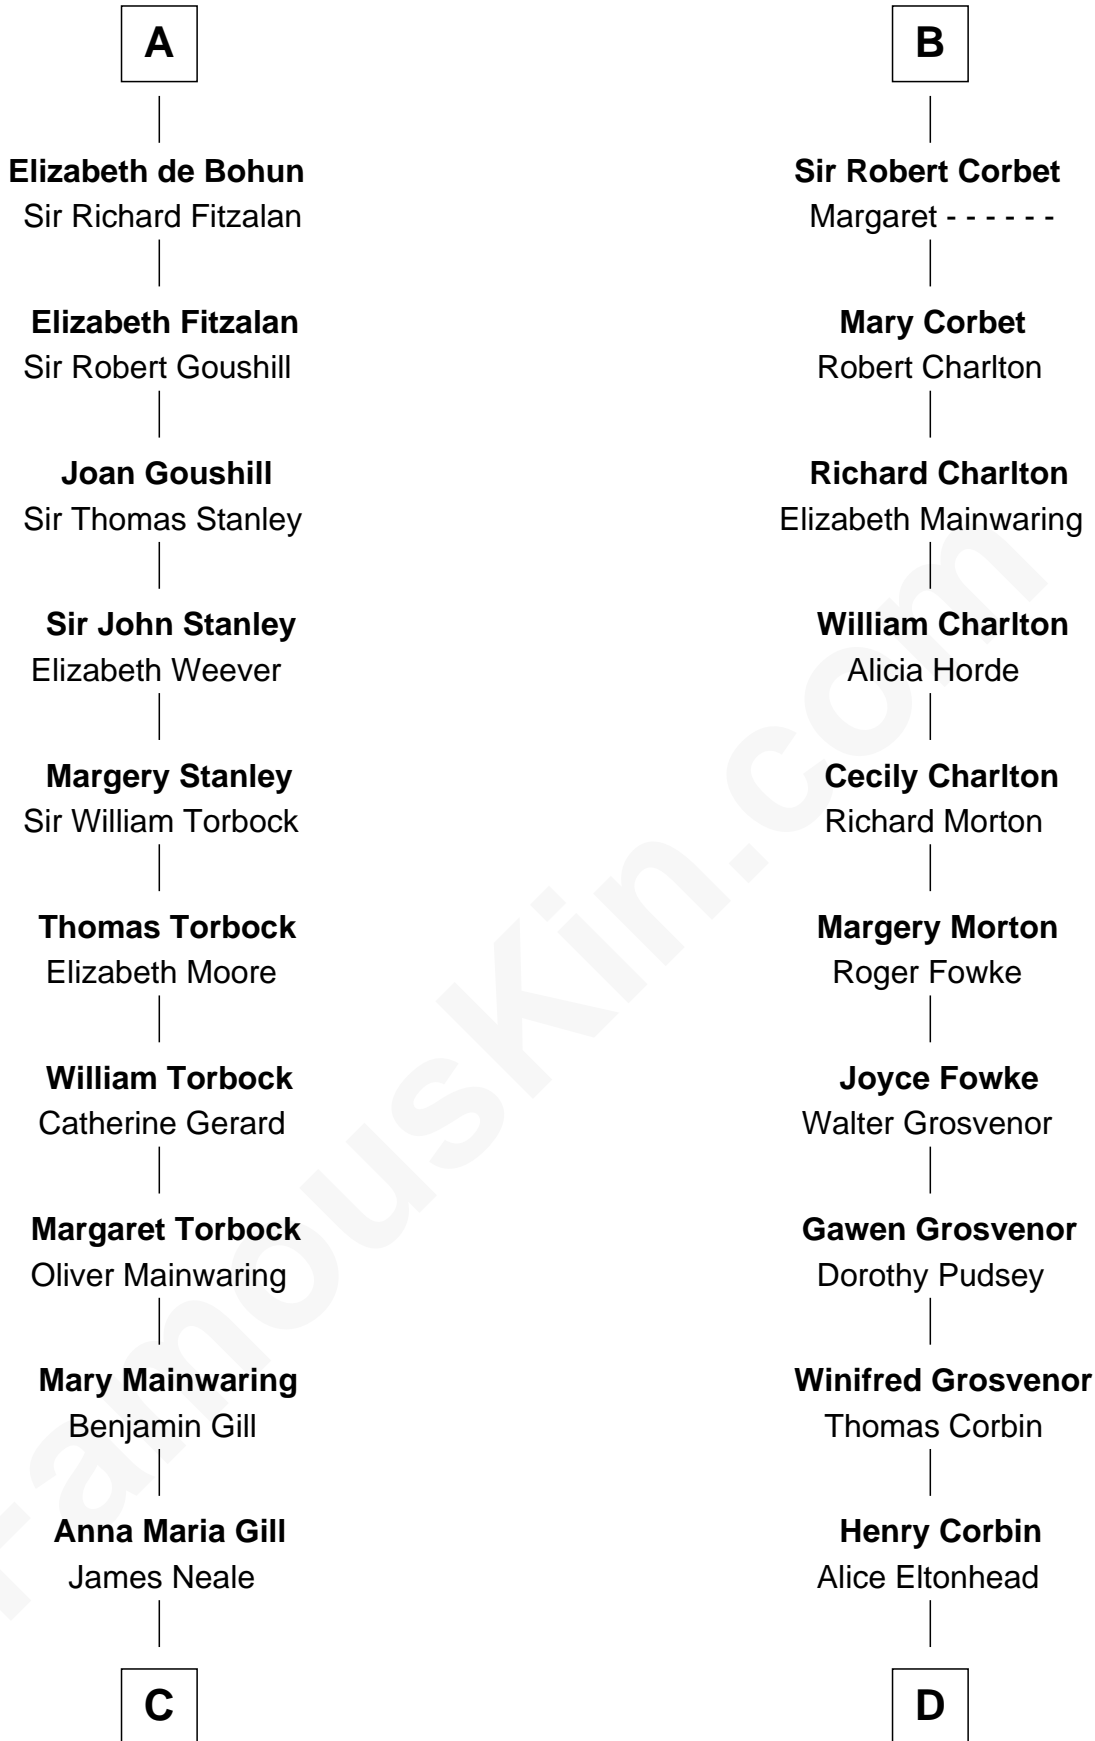 A
Elizabeth de Bohun
Sir Richard Fitzalan
Elizabeth Fitzalan
Sir Robert Goushill
Joan Goushill
Sir Thomas Stanley
Sir John Stanley
Elizabeth Weever
Margery Stanley
Sir William Torbock
Thomas Torbock
Elizabeth Moore
William Torbock
Catherine Gerard
Margaret Torbock
Oliver Mainwaring
Mary Mainwaring
Benjamin Gill
Anna Maria Gill
James Neale
C
B
Sir Robert Corbet
Margaret - - - - - -
Mary Corbet
Robert Charlton
Richard Charlton
Elizabeth Mainwaring
William Charlton
Alicia Horde
Cecily Charlton
Richard Morton
Margery Morton
Roger Fowke
Joyce Fowke
Walter Grosvenor
Gawen Grosvenor
Dorothy Pudsey
Winifred Grosvenor
Thomas Corbin
Henry Corbin
Alice Eltonhead
D
FamousKin.com